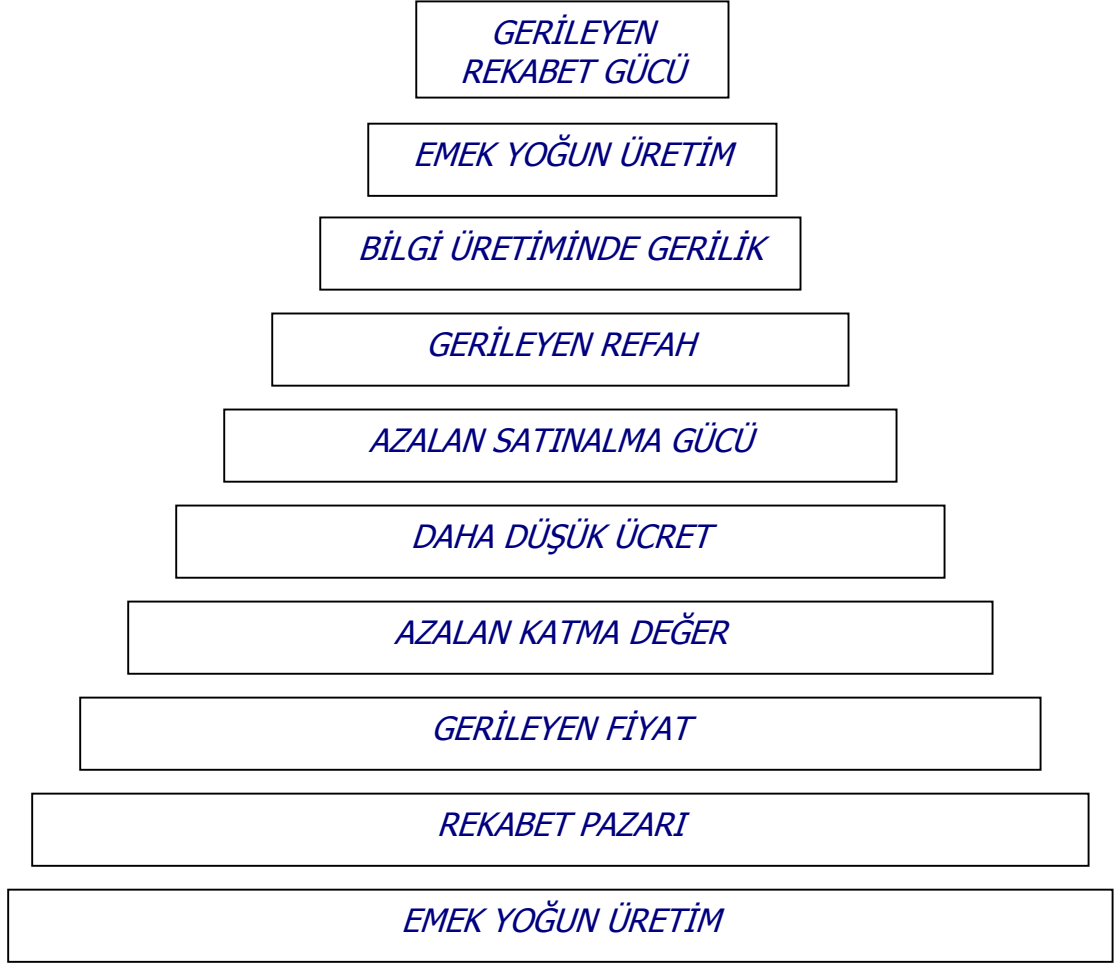 GERİLEYEN
REKABET GÜCÜ
EMEK YOĞUN ÜRETİM
BİLGİ ÜRETİMİNDE GERİLİK
GERİLEYEN REFAH
AZALAN SATINALMA GÜCÜ
DAHA DÜŞÜK ÜCRET
AZALAN KATMA DEĞER
GERİLEYEN FİYAT
REKABET PAZARI
EMEK YOĞUN ÜRETİM